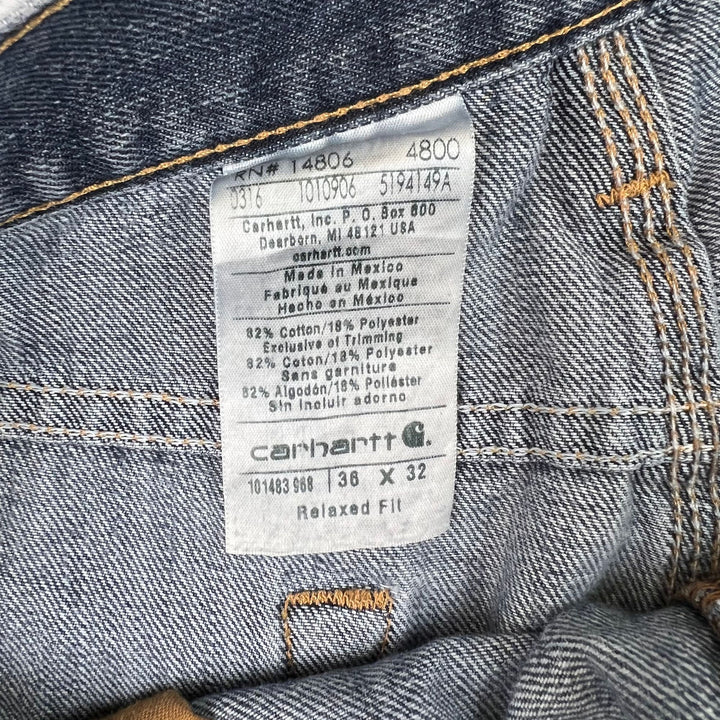 RN# 14806 4800
0316 1010906 5194149A
Carhartt, Inc. P. O. Box 600
Dearborn, MI 48121 USA
carhartt.com
Made in Mexico
Fabriqué au Mexique
Hecho en México
82% Cotton/18% Polyester
Exclusive of Trimming
82% Coton/18% Polyester
Sans garniture
82% Algodón/18% Poliéster
Sin incluir adorno
carhartt
101483 968 | 36 X 32
Relaxed Fit